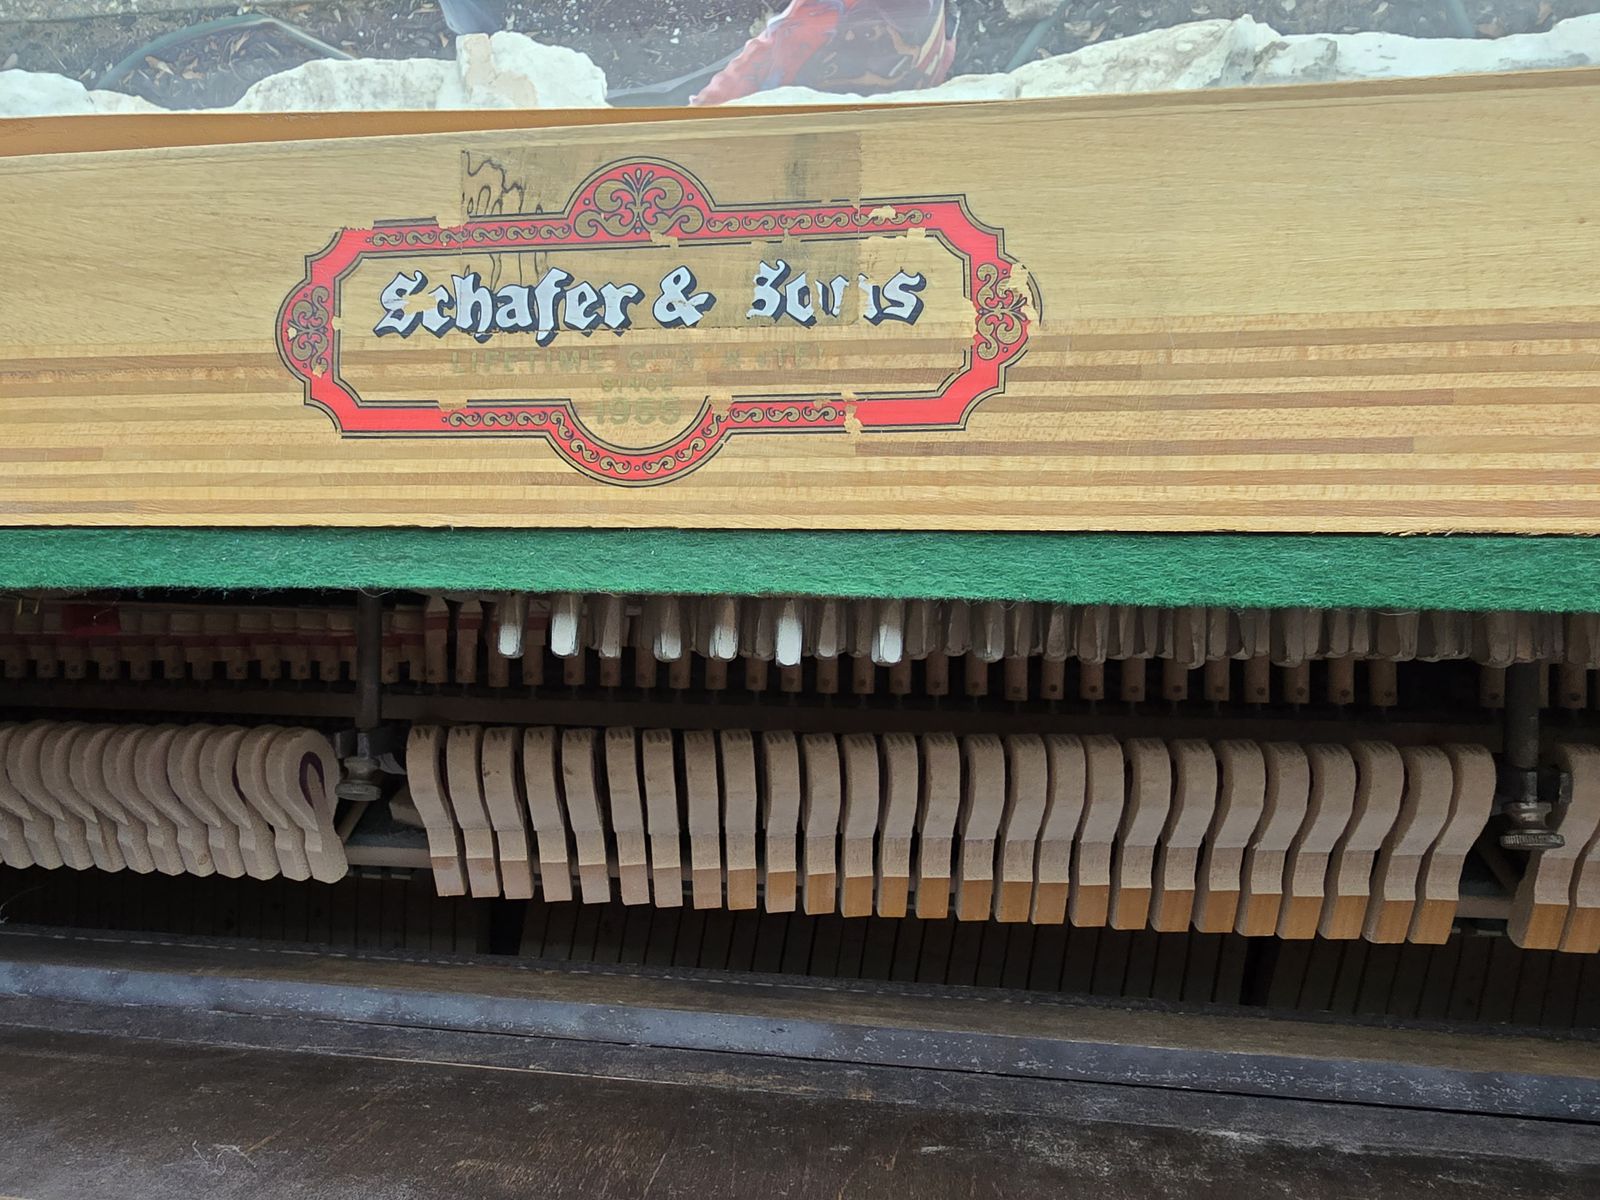 Schafer & Sons
LIFETIME
SINCE